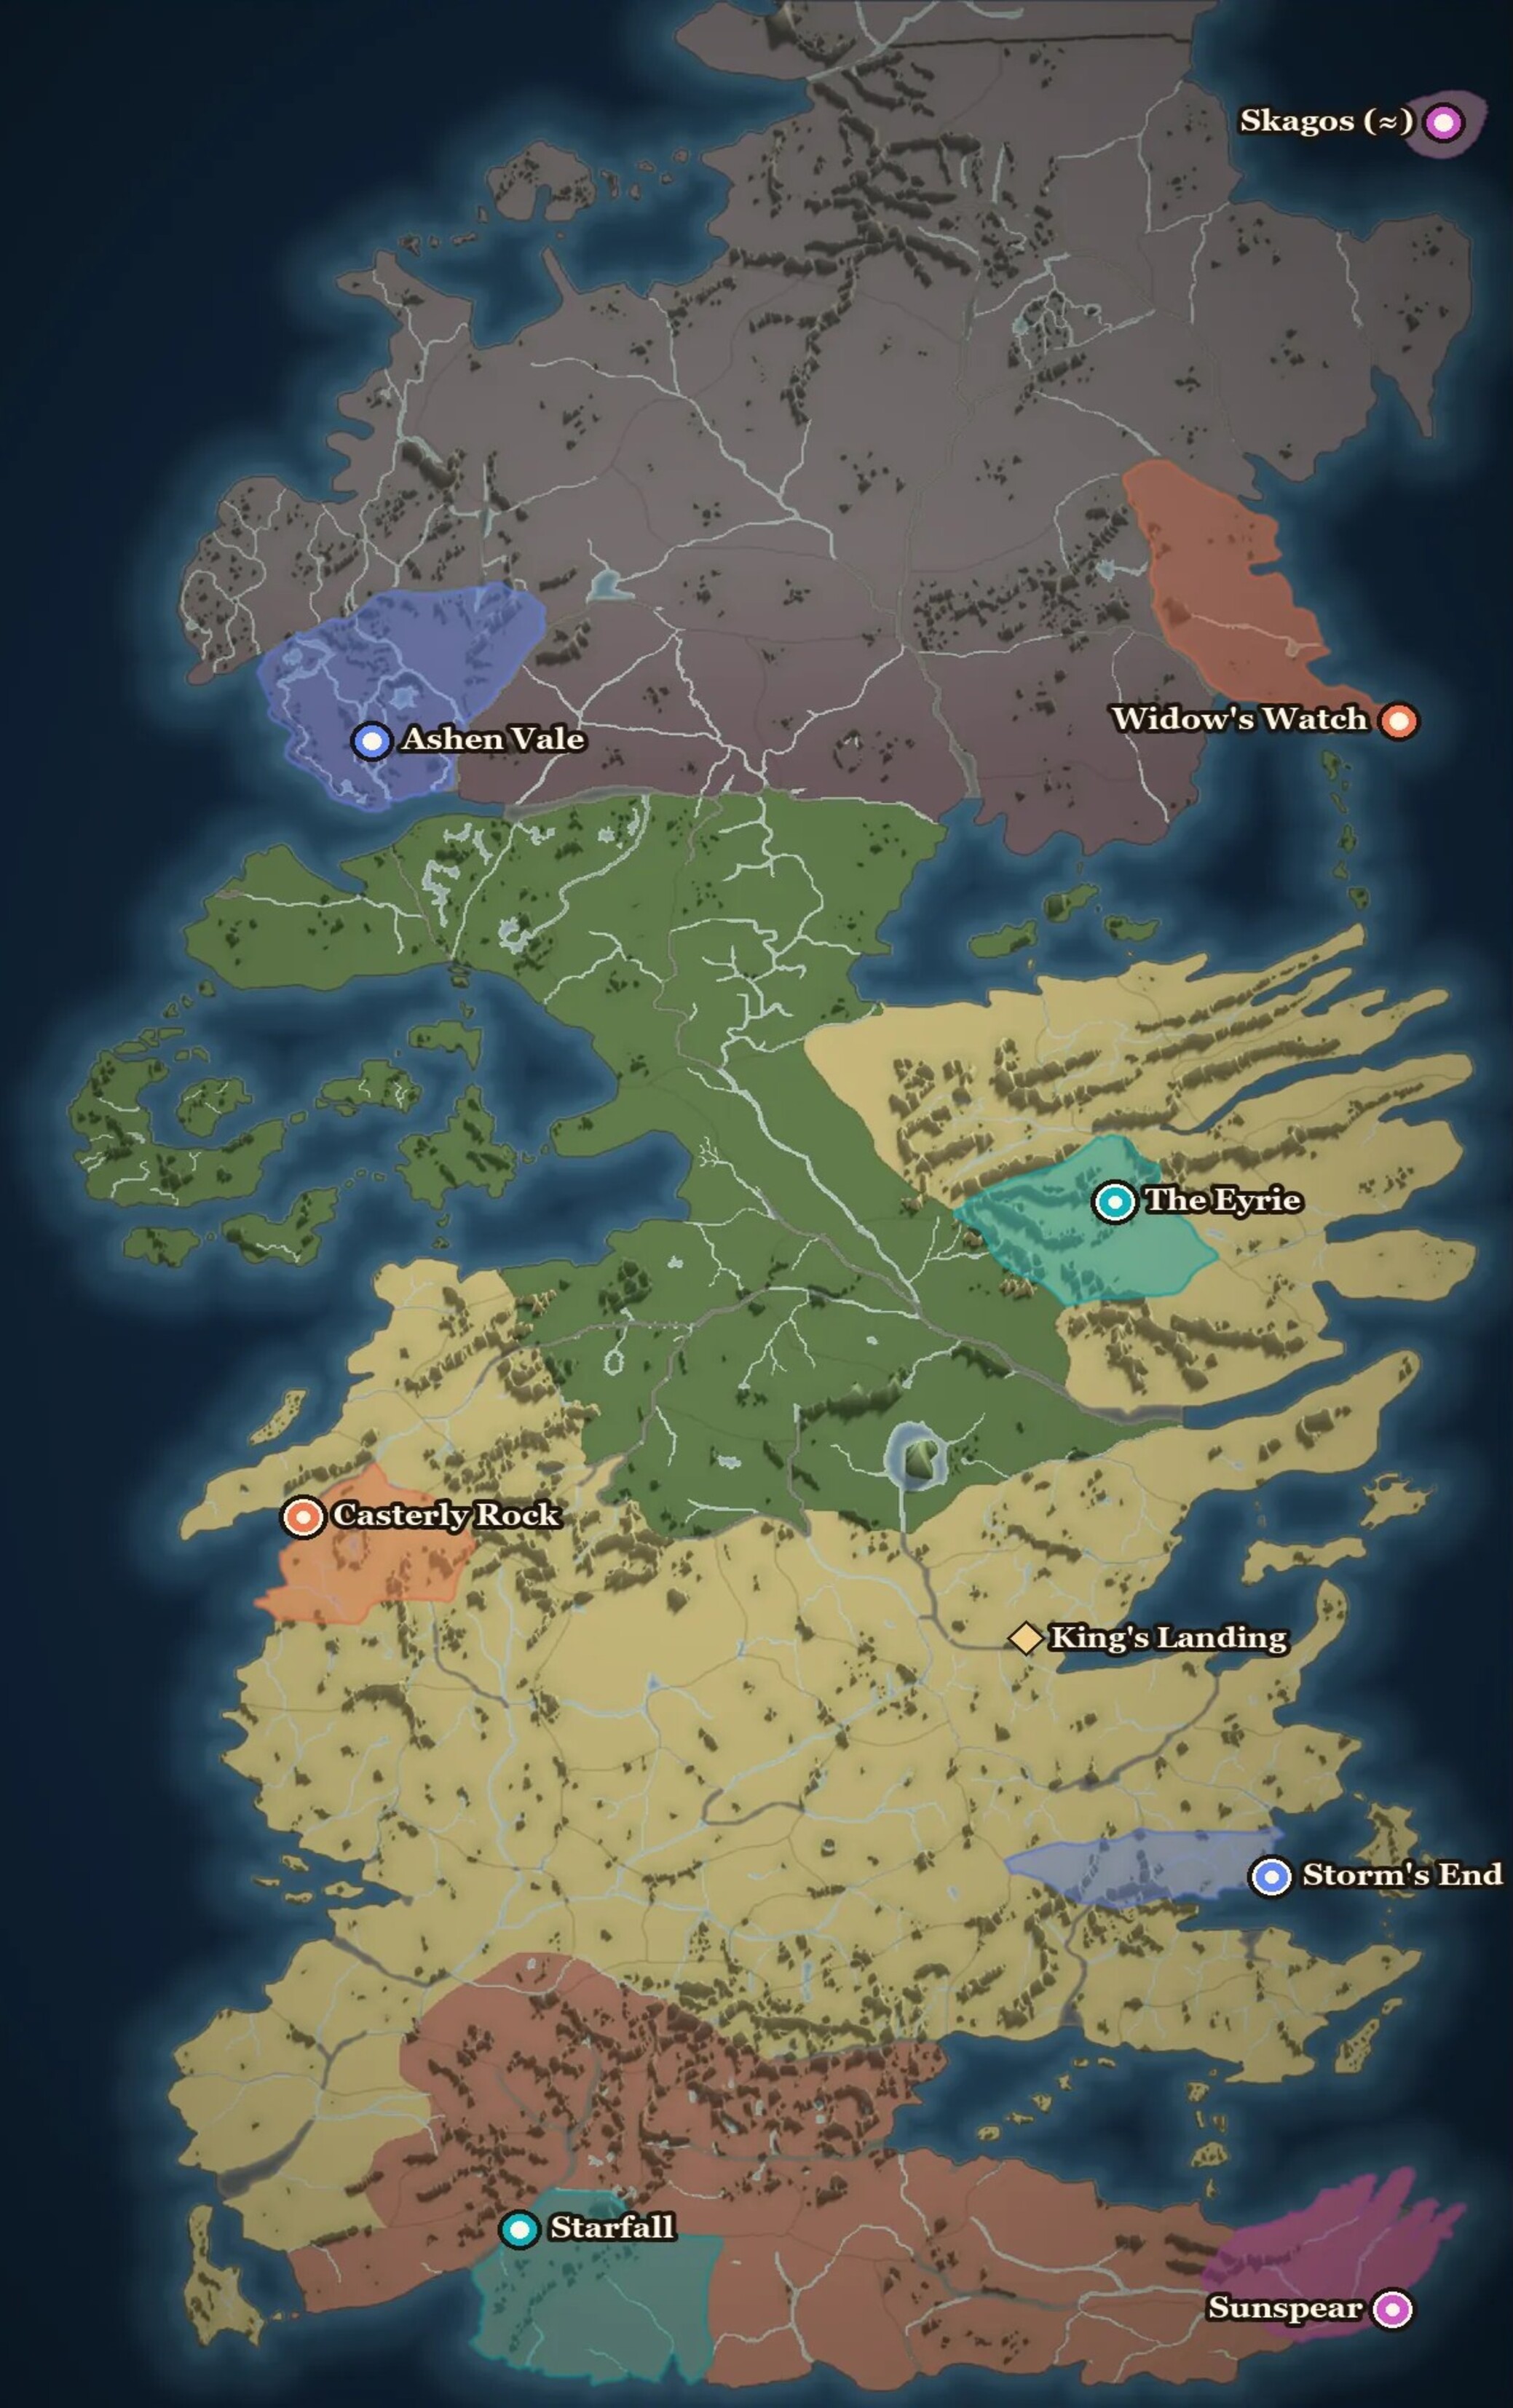 Skagos (≈)
Widow's Watch
Ashen Vale
The Eyrie
Casterly Rock
King's Landing
Storm's End
Starfall
Sunspear